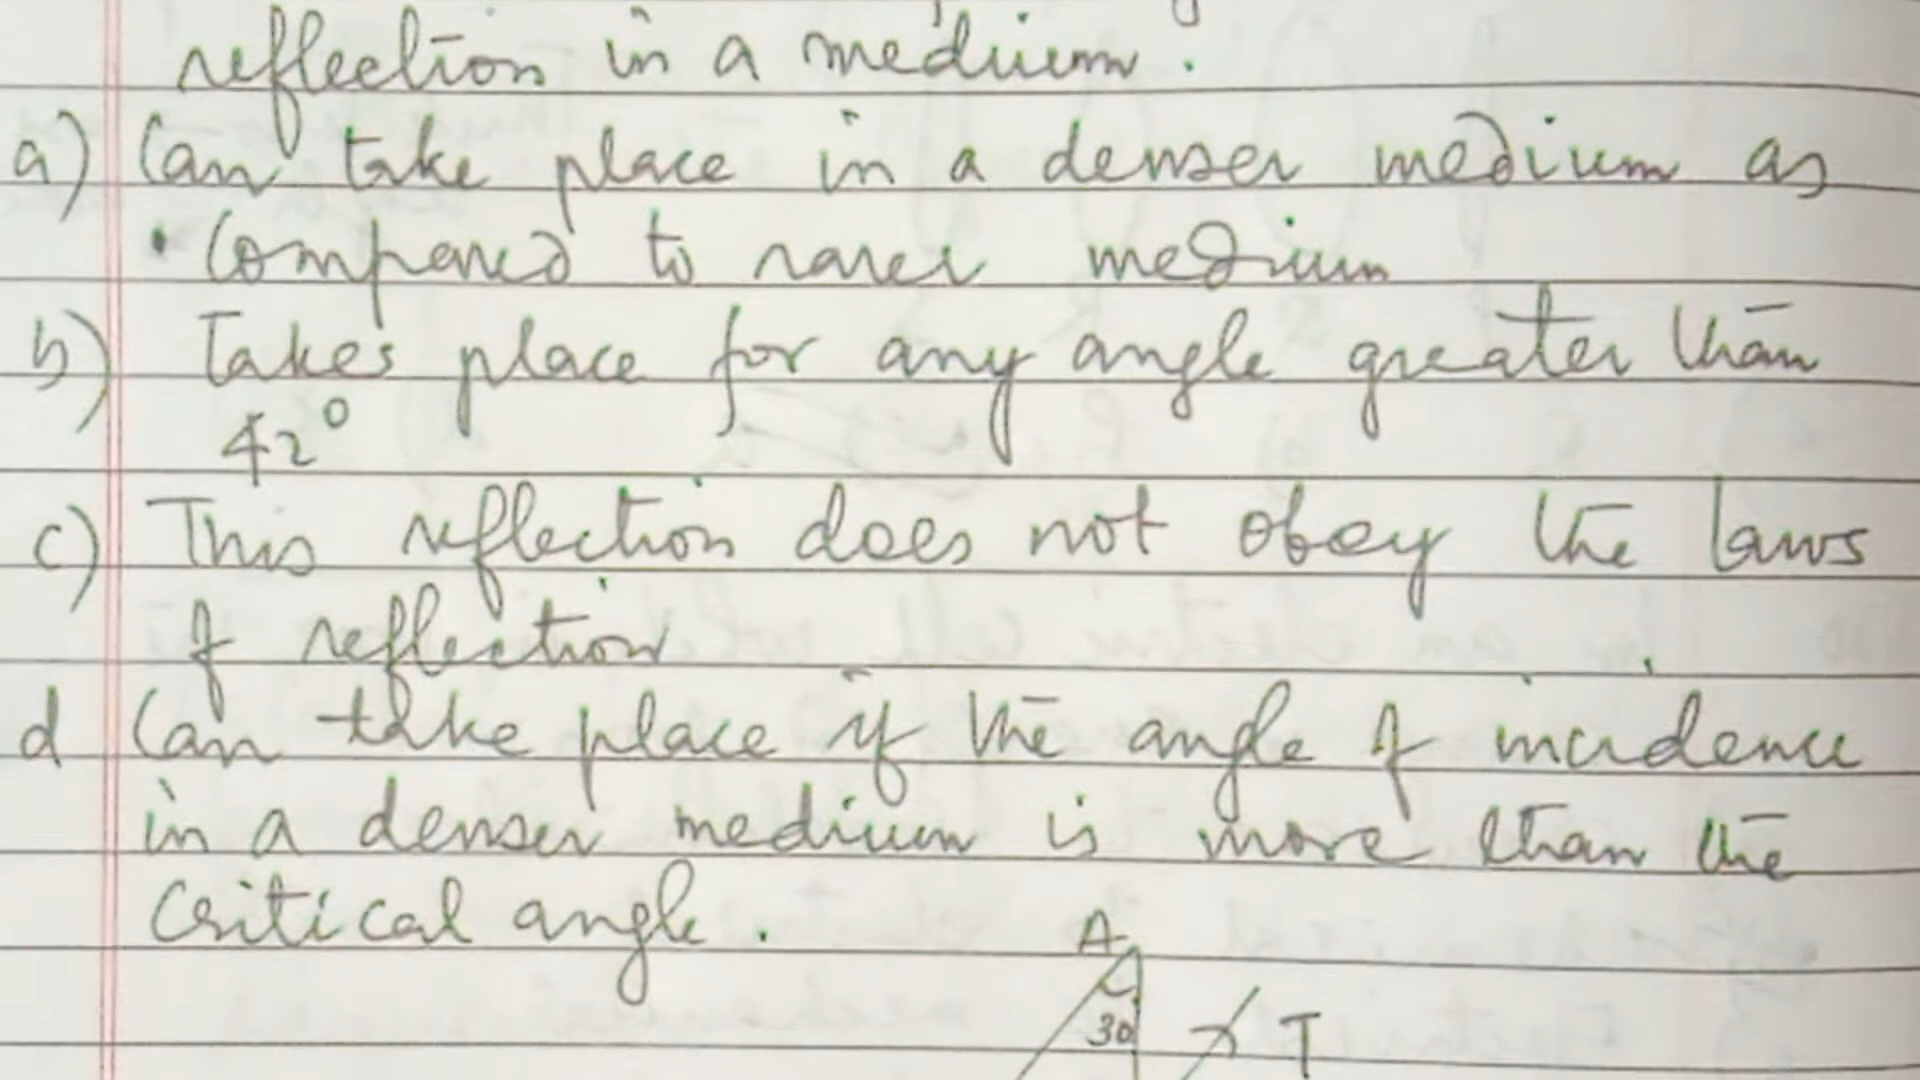 reflection in a medium.
a) Can take place in a denser medium as
• Compared to rarer medium
b) Takes place for any angle greater than
42°
c) This reflection does not obey the laws
of reflection
d Can take place if the angle of incidence
in a denser medium is more than the
critical angle.
A
30 T